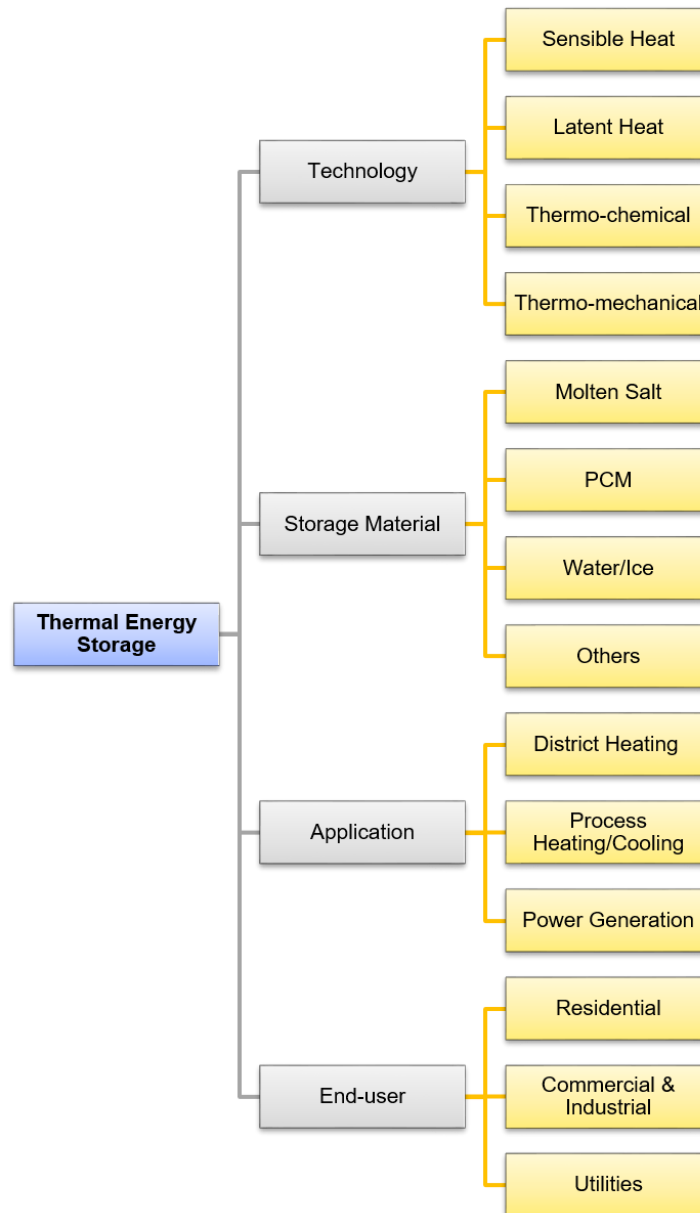 Thermal Energy
Storage
Technology
Sensible Heat
Latent Heat
Thermo-chemical
Thermo-mechanical
Storage Material
Molten Salt
PCM
Water/Ice
Others
Application
District Heating
Process
Heating/Cooling
Power Generation
End-user
Residential
Commercial &
Industrial
Utilities